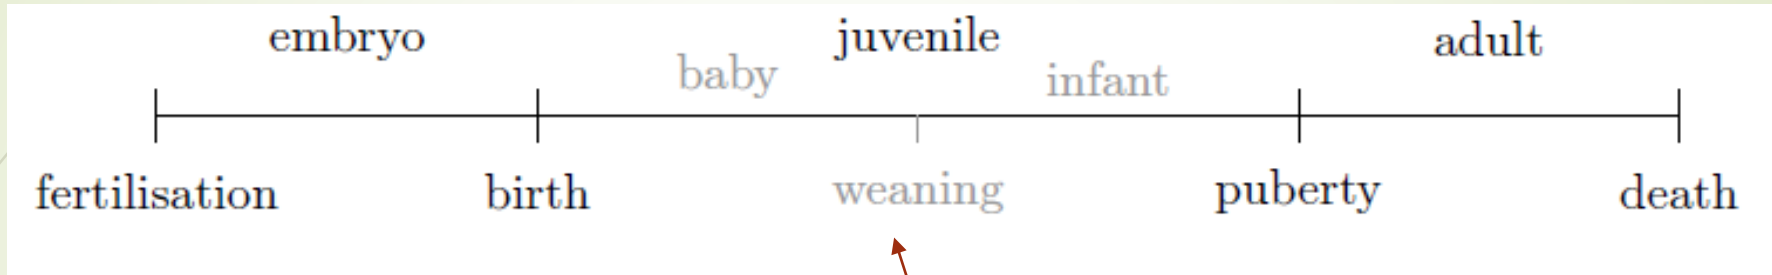 embryo juvenile adult
baby infant
fertilisation birth weaning puberty death